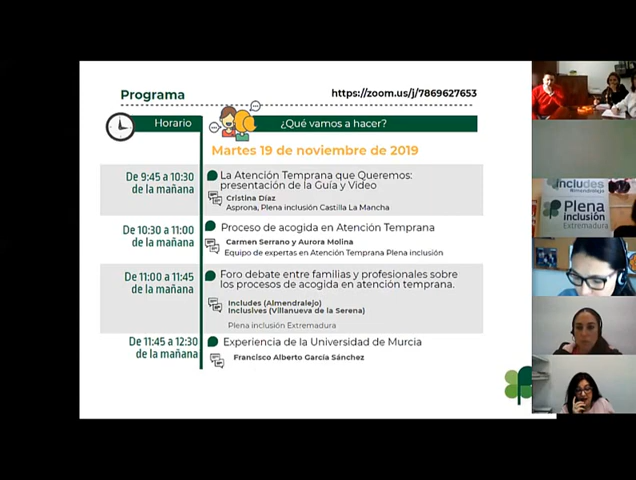 Programa
https://zoom.us/j/7869627653
Horario
¿Qué vamos a hacer?
Martes 19 de noviembre de 2019
De 9:45 a 10:30
de la mañana
La Atención Temprana que Queremos:
presentación de la Guía y Video
Cristina Díaz
Asprona, Plena inclusión Castilla La Mancha
De 10:30 a 11:00
de la mañana
Proceso de acogida en Atención Temprana
Carmen Serrano y Aurora Molina
Equipo de expertas en Atención Temprana Plena inclusión
De 11:00 a 11:45
de la mañana
Foro debate entre familias y profesionales sobre
los procesos de acogida en atención temprana.
Includes (Almendralejo)
Inclusives (Villanueva de la Serena)
Plena inclusión Extremadura
De 11:45 a 12:30
de la mañana
Experiencia de la Universidad de Murcia
Francisco Alberto García Sánchez
includes
Almendralejo
Plena
inclusión
Extremadura